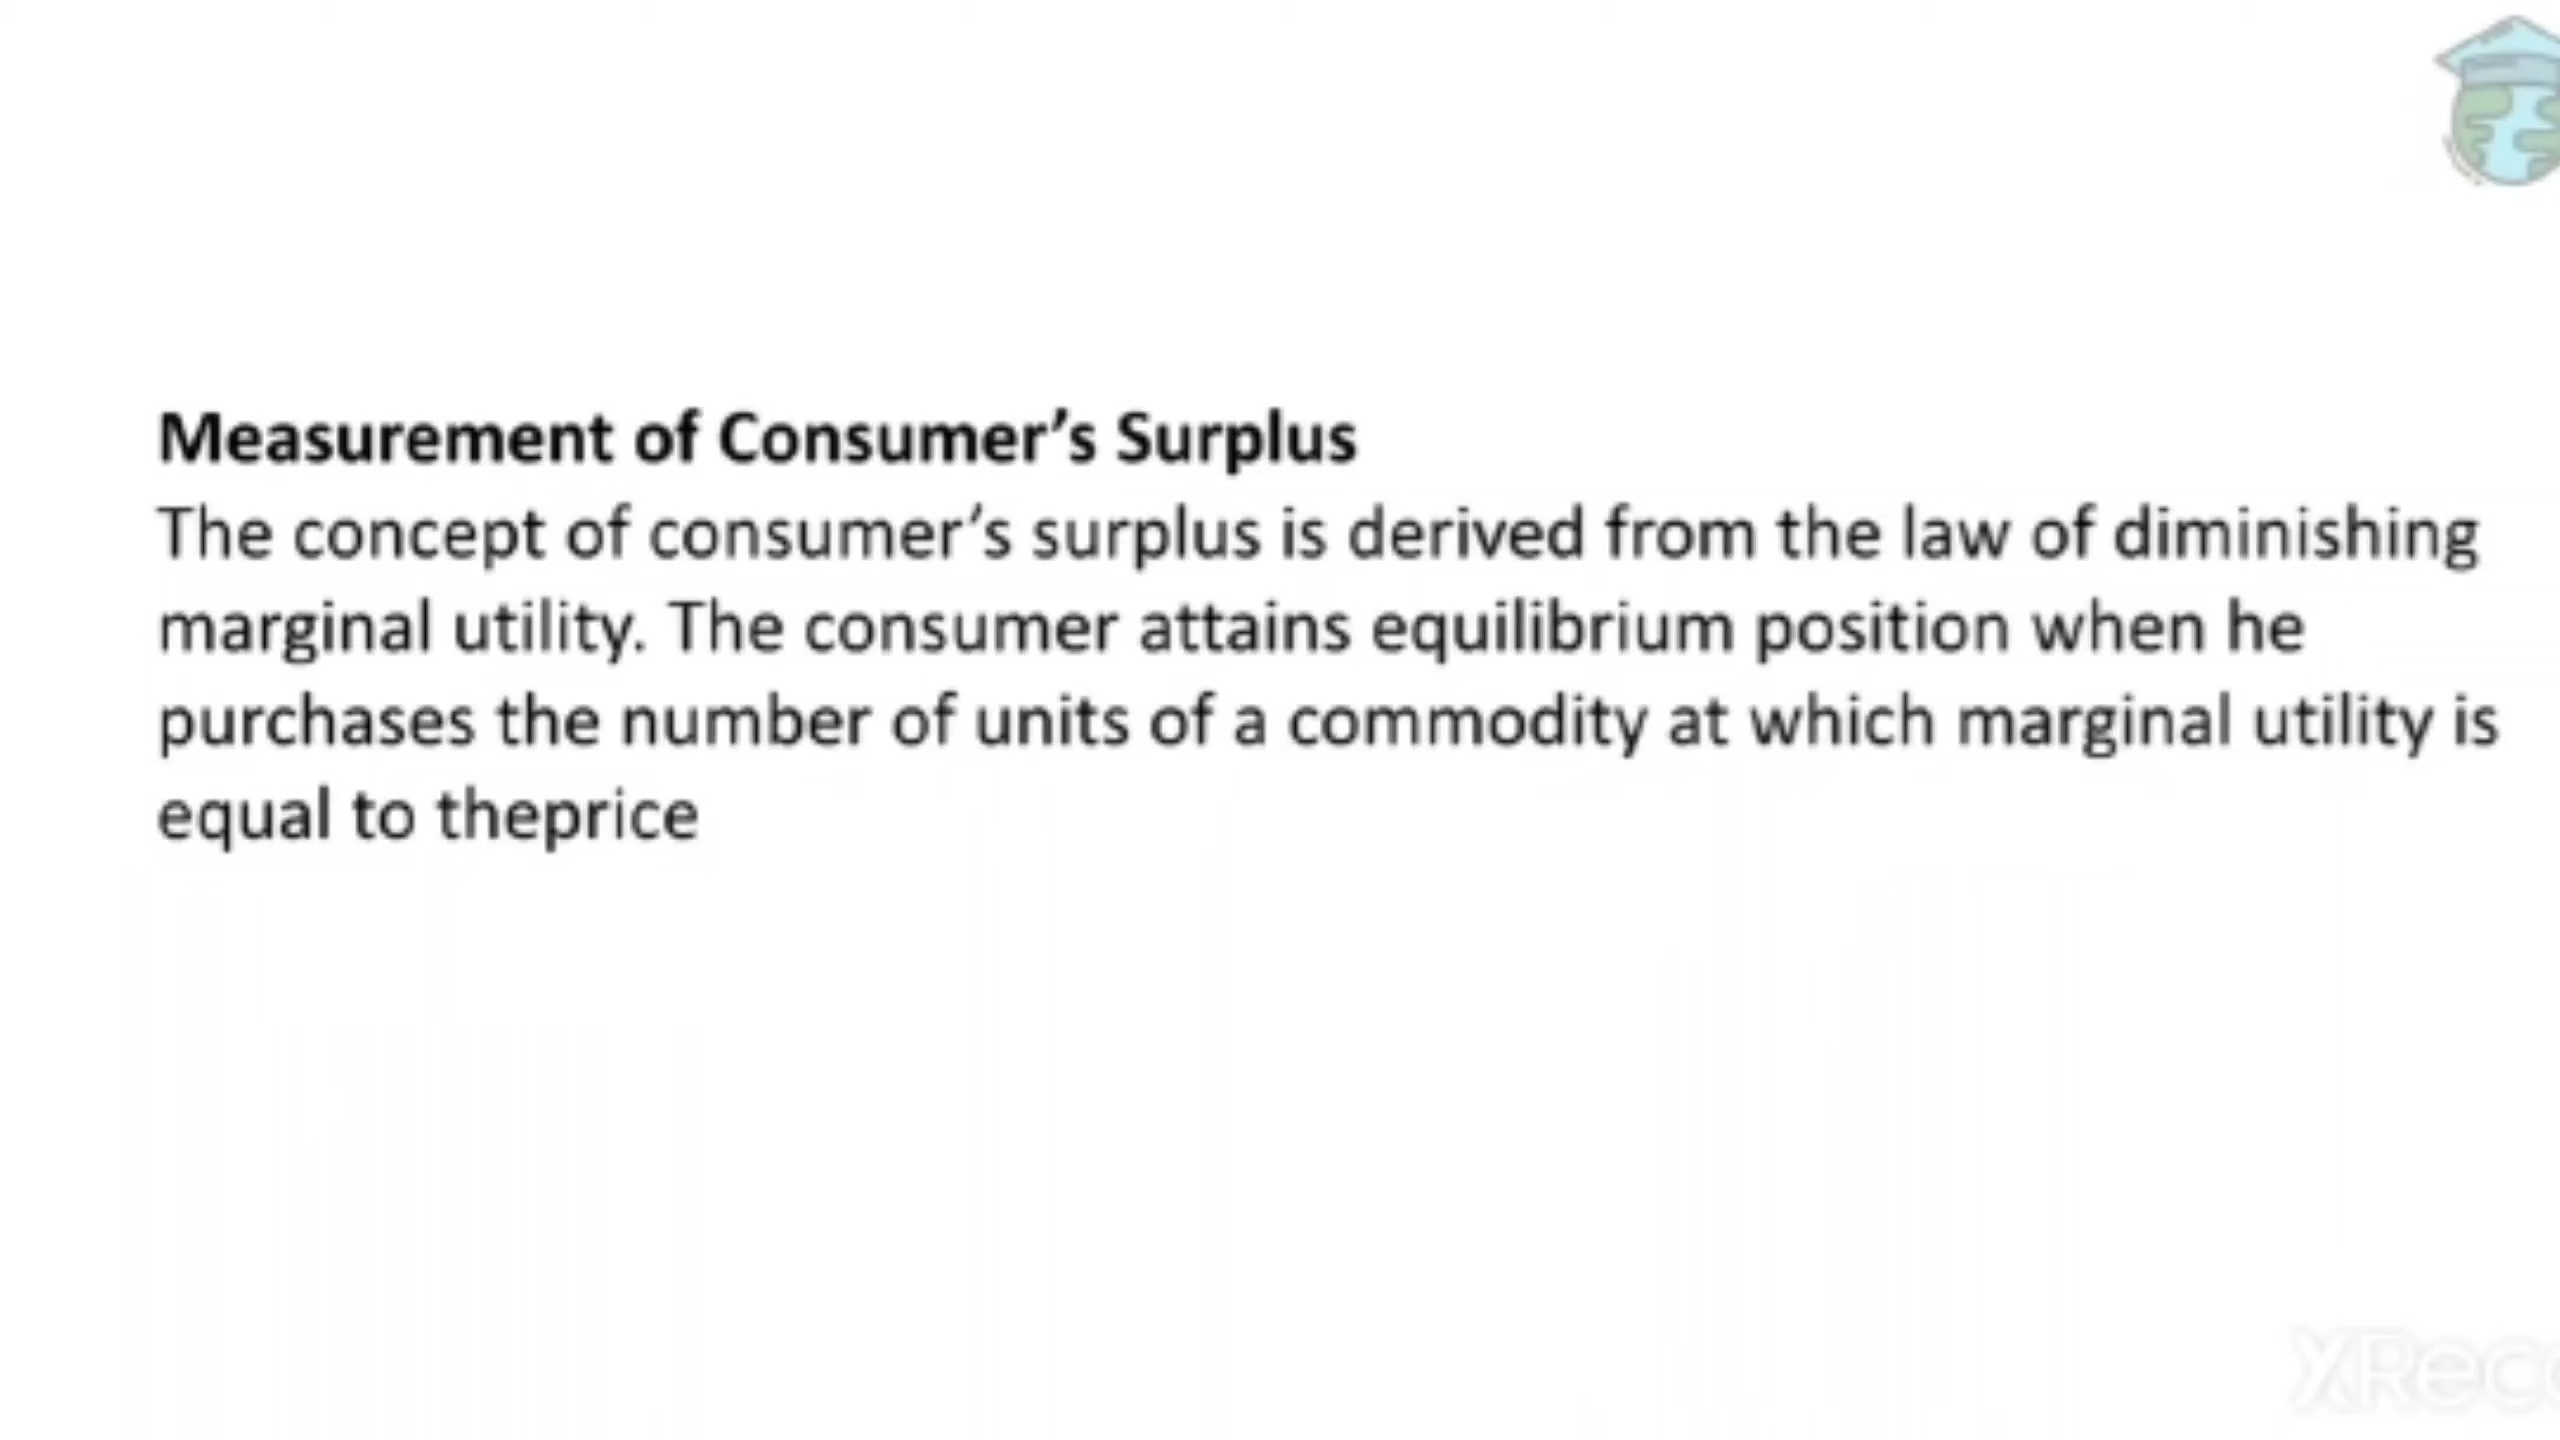 Measurement of Consumer’s Surplus
The concept of consumer’s surplus is derived from the law of diminishing
marginal utility. The consumer attains equilibrium position when he
purchases the number of units of a commodity at which marginal utility is
equal to theprice